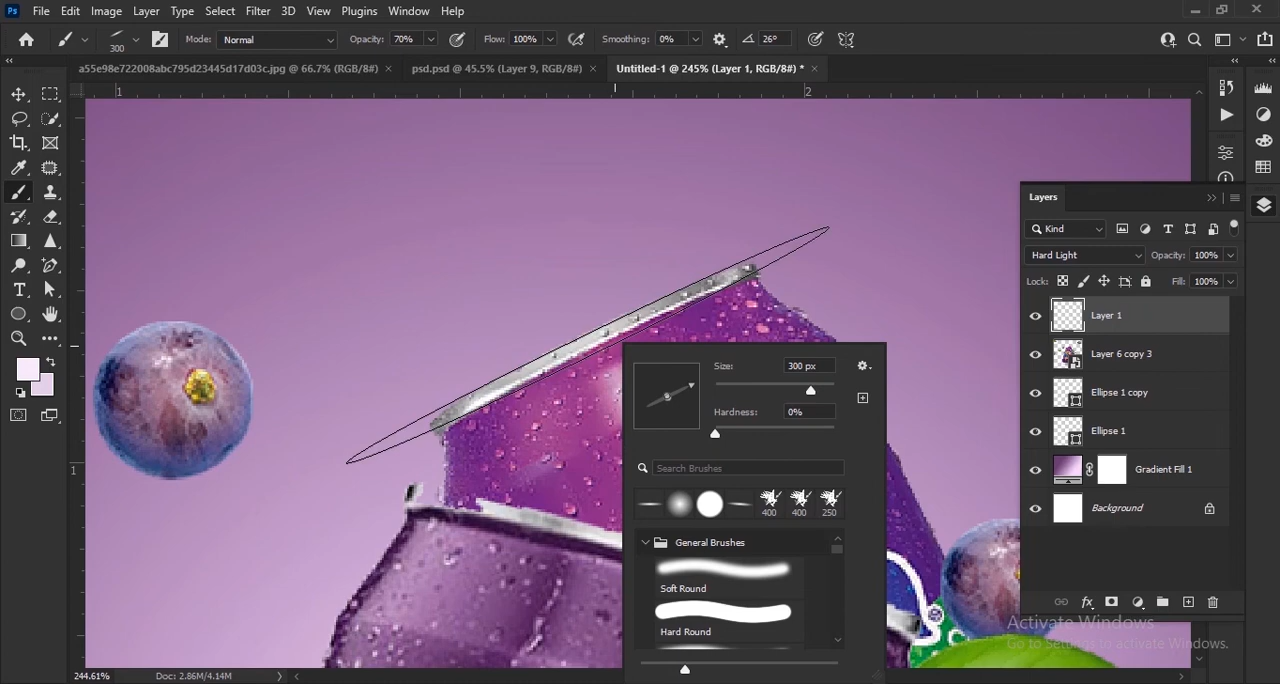 Ps File Edit Image Layer Type Select Filter 3D View Plugins Window Help
300 Mode: Normal Opacity: 70% Flow: 100% Smoothing: 0% 26°
a55e98e722008abc795d23445d17d03c.jpg @ 66.7% (RGB/8#) × psd.psd @ 45.5% (Layer 9, RGB/8#) × Untitled-1 @ 245% (Layer 1, RGB/8#) * ×
1 2
Layers
Kind
Hard Light Opacity: 100%
Lock: Fill: 100%
Layer 1
Layer 6 copy 3
Ellipse 1 copy
Ellipse 1
Gradient Fill 1
Background
Size: 300 px
Hardness: 0%
Search Brushes
400 400 250
General Brushes
Soft Round
Hard Round
1
Activate Windows
Go to Settings to activate Windows.
244.61% Doc: 2.86M/4.14M